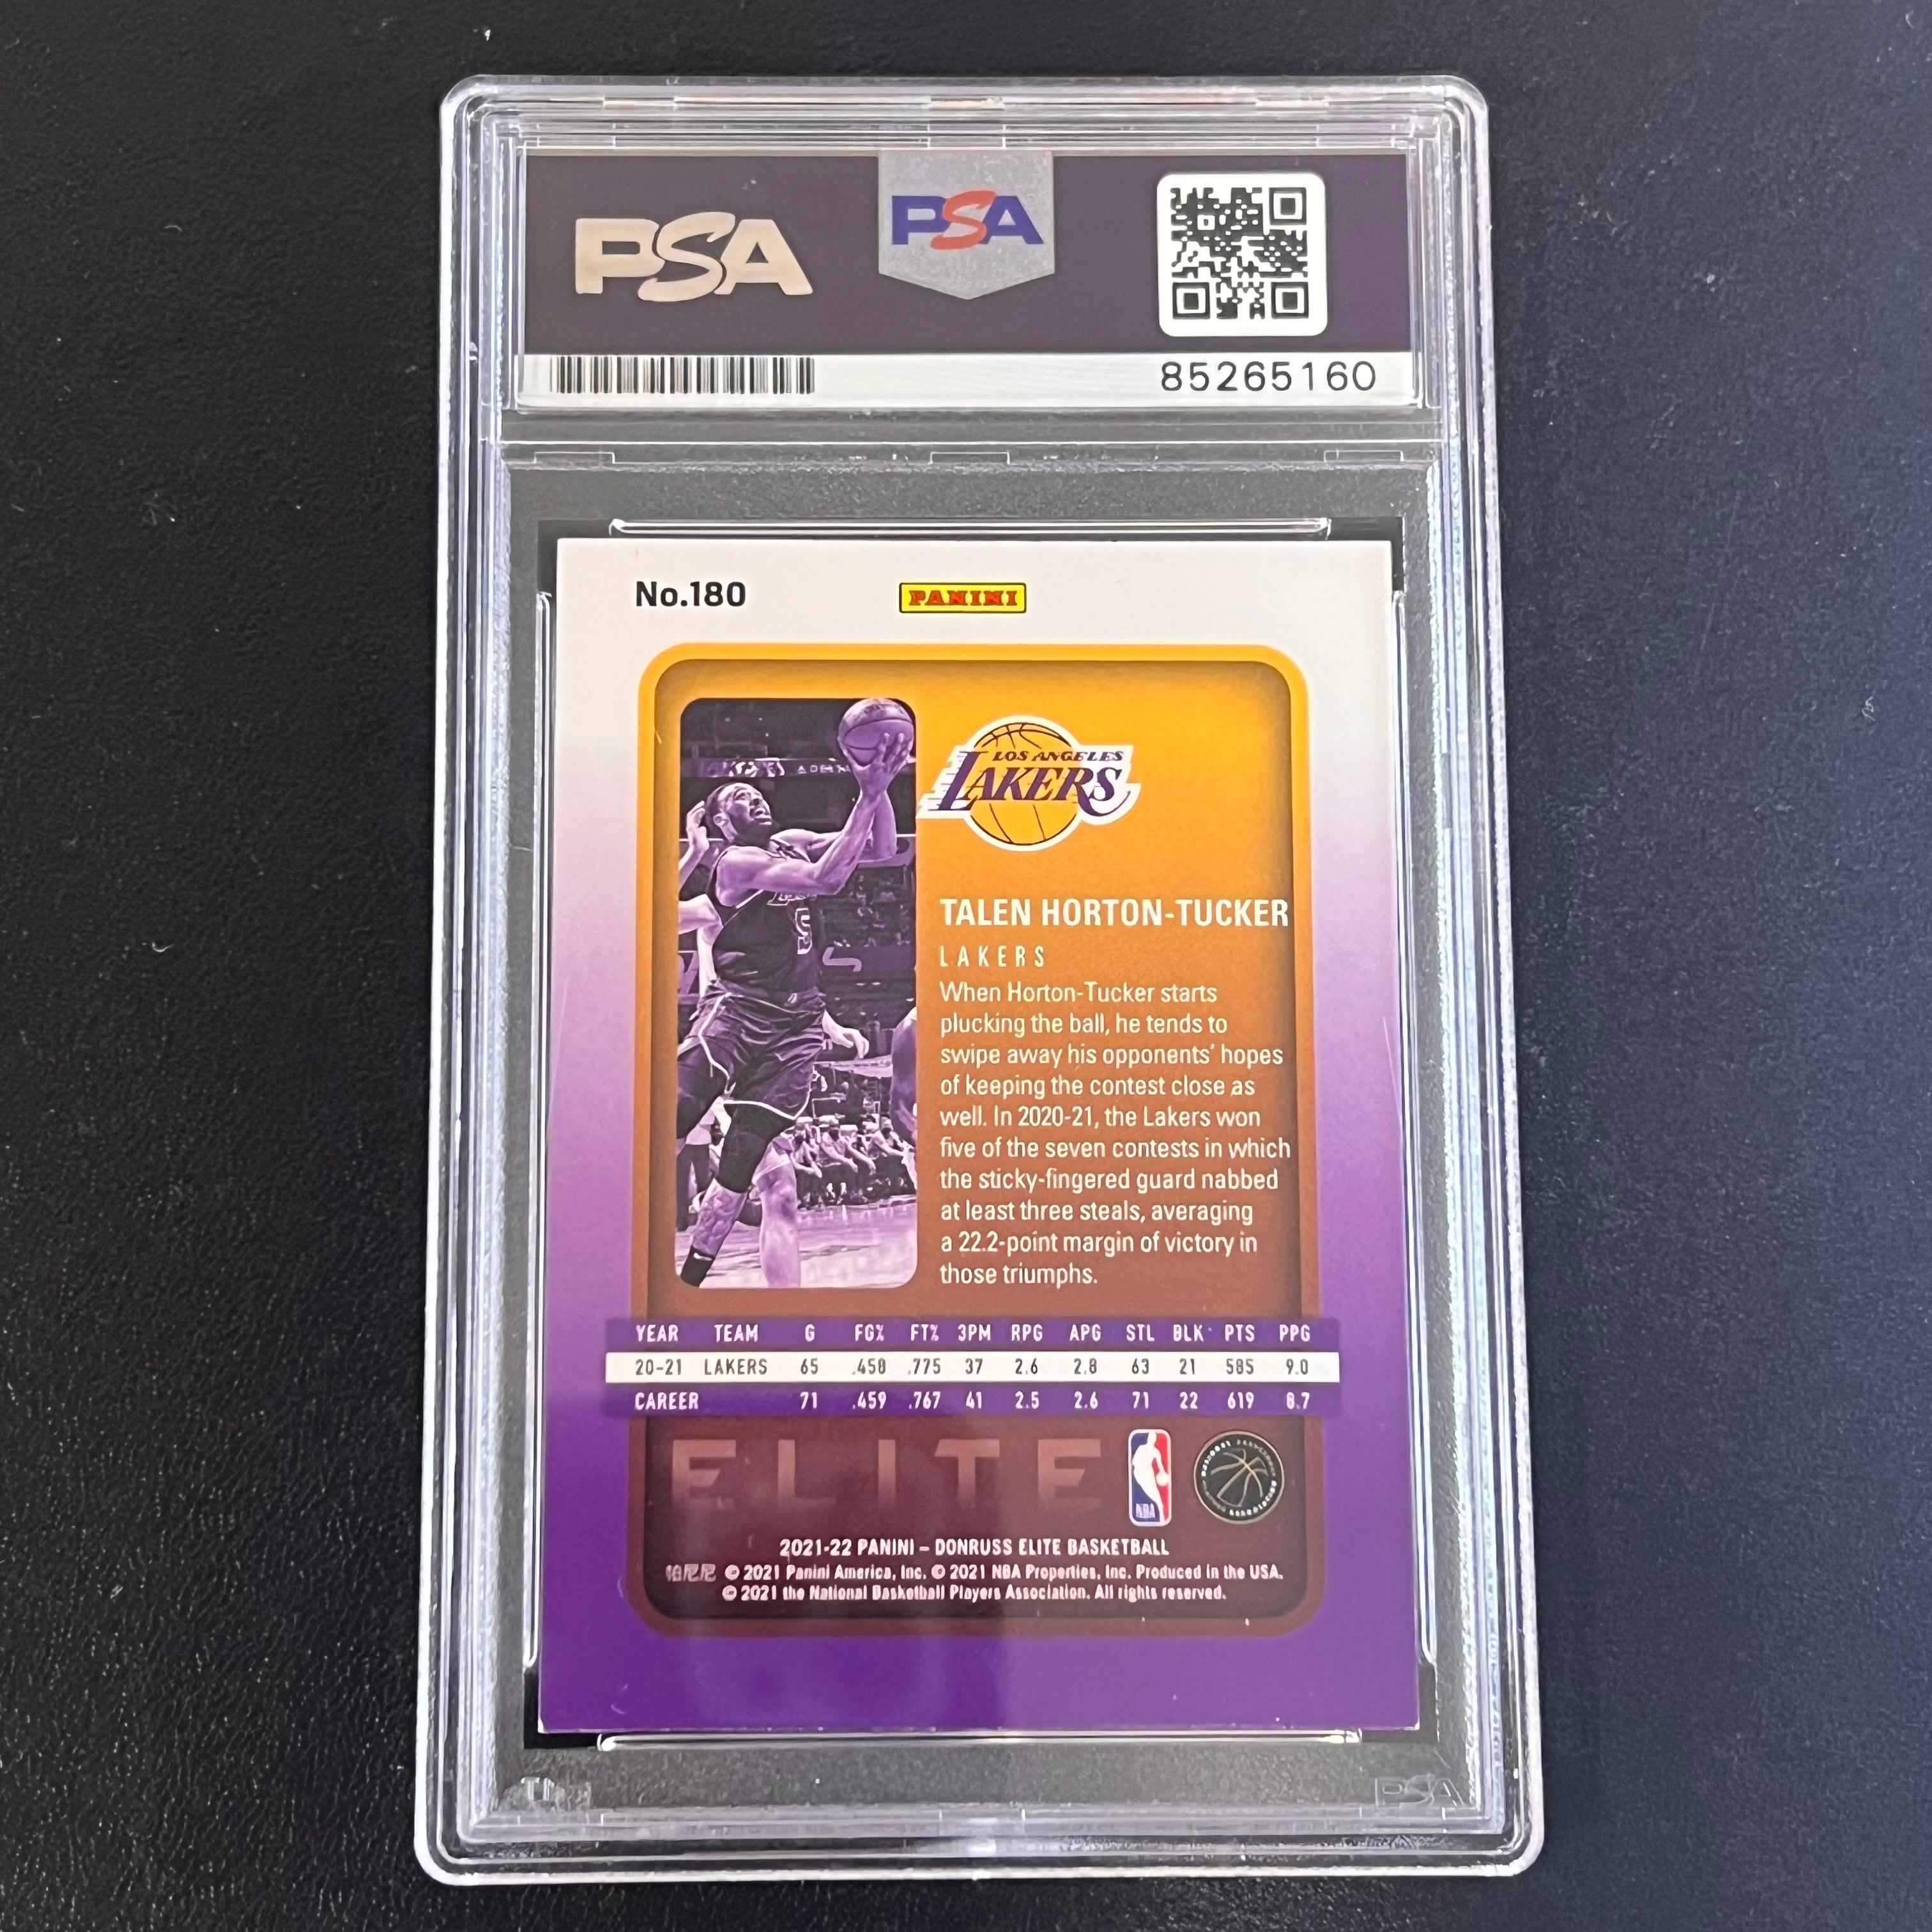 PSA
PSA
85265160
No.180
PANINI
LOS ANGELES
LAKERS
TALEN HORTON-TUCKER
LAKERS
When Horton-Tucker starts
plucking the ball, he tends to
swipe away his opponents' hopes
of keeping the contest close as
well. In 2020-21, the Lakers won
five of the seven contests in which
the sticky-fingered guard nabbed
at least three steals, averaging
a 22.2-point margin of victory in
those triumphs.
YEAR TEAM G FG% FT% 3PM RPG APG STL BLK PTS PPG
20-21 LAKERS 65 .458 .775 37 2.6 2.8 63 21 585 9.0
CAREER 71 .459 .767 41 2.5 2.6 71 22 619 8.7
ELITE
NBA
2021-22 PANINI – DONRUSS ELITE BASKETBALL
帕尼尼 © 2021 Panini America, Inc. © 2021 NBA Properties, Inc. Produced in the USA.
© 2021 the National Basketball Players Association. All rights reserved.
PSA